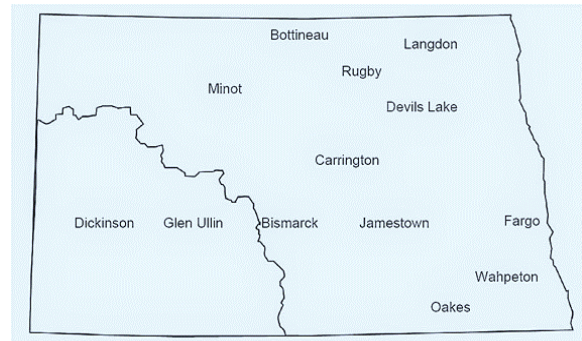 Bottineau
Langdon
Rugby
Minot
Devils Lake
Carrington
Dickinson
Glen Ullin
Bismarck
Jamestown
Fargo
Wahpeton
Oakes